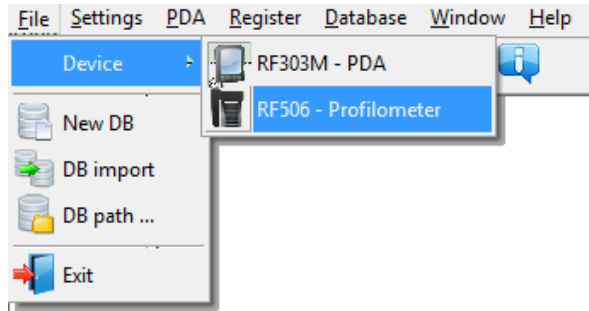 File Settings PDA Register Database Window Help
Device RF303M - PDA
RF506 - Profilometer
New DB
DB import
DB path ...
Exit